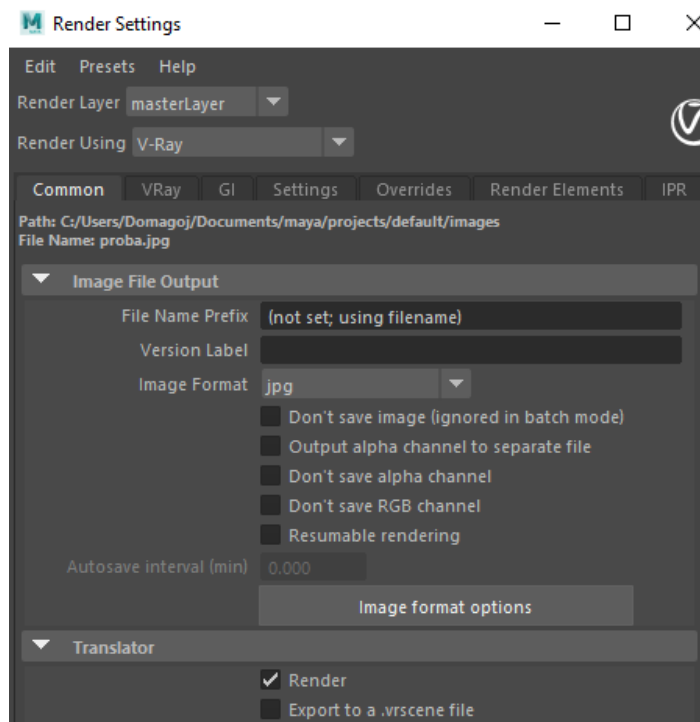 Render Settings
Edit Presets Help
Render Layer masterLayer
Render Using V-Ray
Common VRay GI Settings Overrides Render Elements IPR
Path: C:/Users/Domagoj/Documents/maya/projects/default/images
File Name: proba.jpg
Image File Output
File Name Prefix (not set; using filename)
Version Label
Image Format jpg
Don't save image (ignored in batch mode)
Output alpha channel to separate file
Don't save alpha channel
Don't save RGB channel
Resumable rendering
Autosave interval (min) 0.000
Image format options
Translator
Render
Export to a .vrscene file